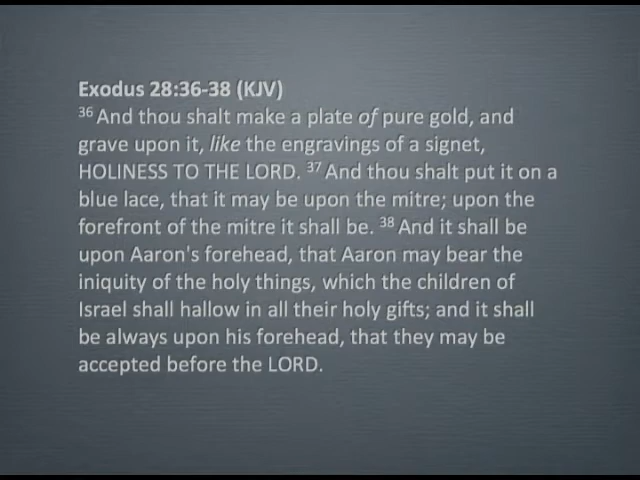 Exodus 28:36-38 (KJV)
36 And thou shalt make a plate of pure gold, and
grave upon it, like the engravings of a signet,
HOLINESS TO THE LORD. 37 And thou shalt put it on a
blue lace, that it may be upon the mitre; upon the
forefront of the mitre it shall be. 38 And it shall be
upon Aaron's forehead, that Aaron may bear the
iniquity of the holy things, which the children of
Israel shall hallow in all their holy gifts; and it shall
be always upon his forehead, that they may be
accepted before the LORD.